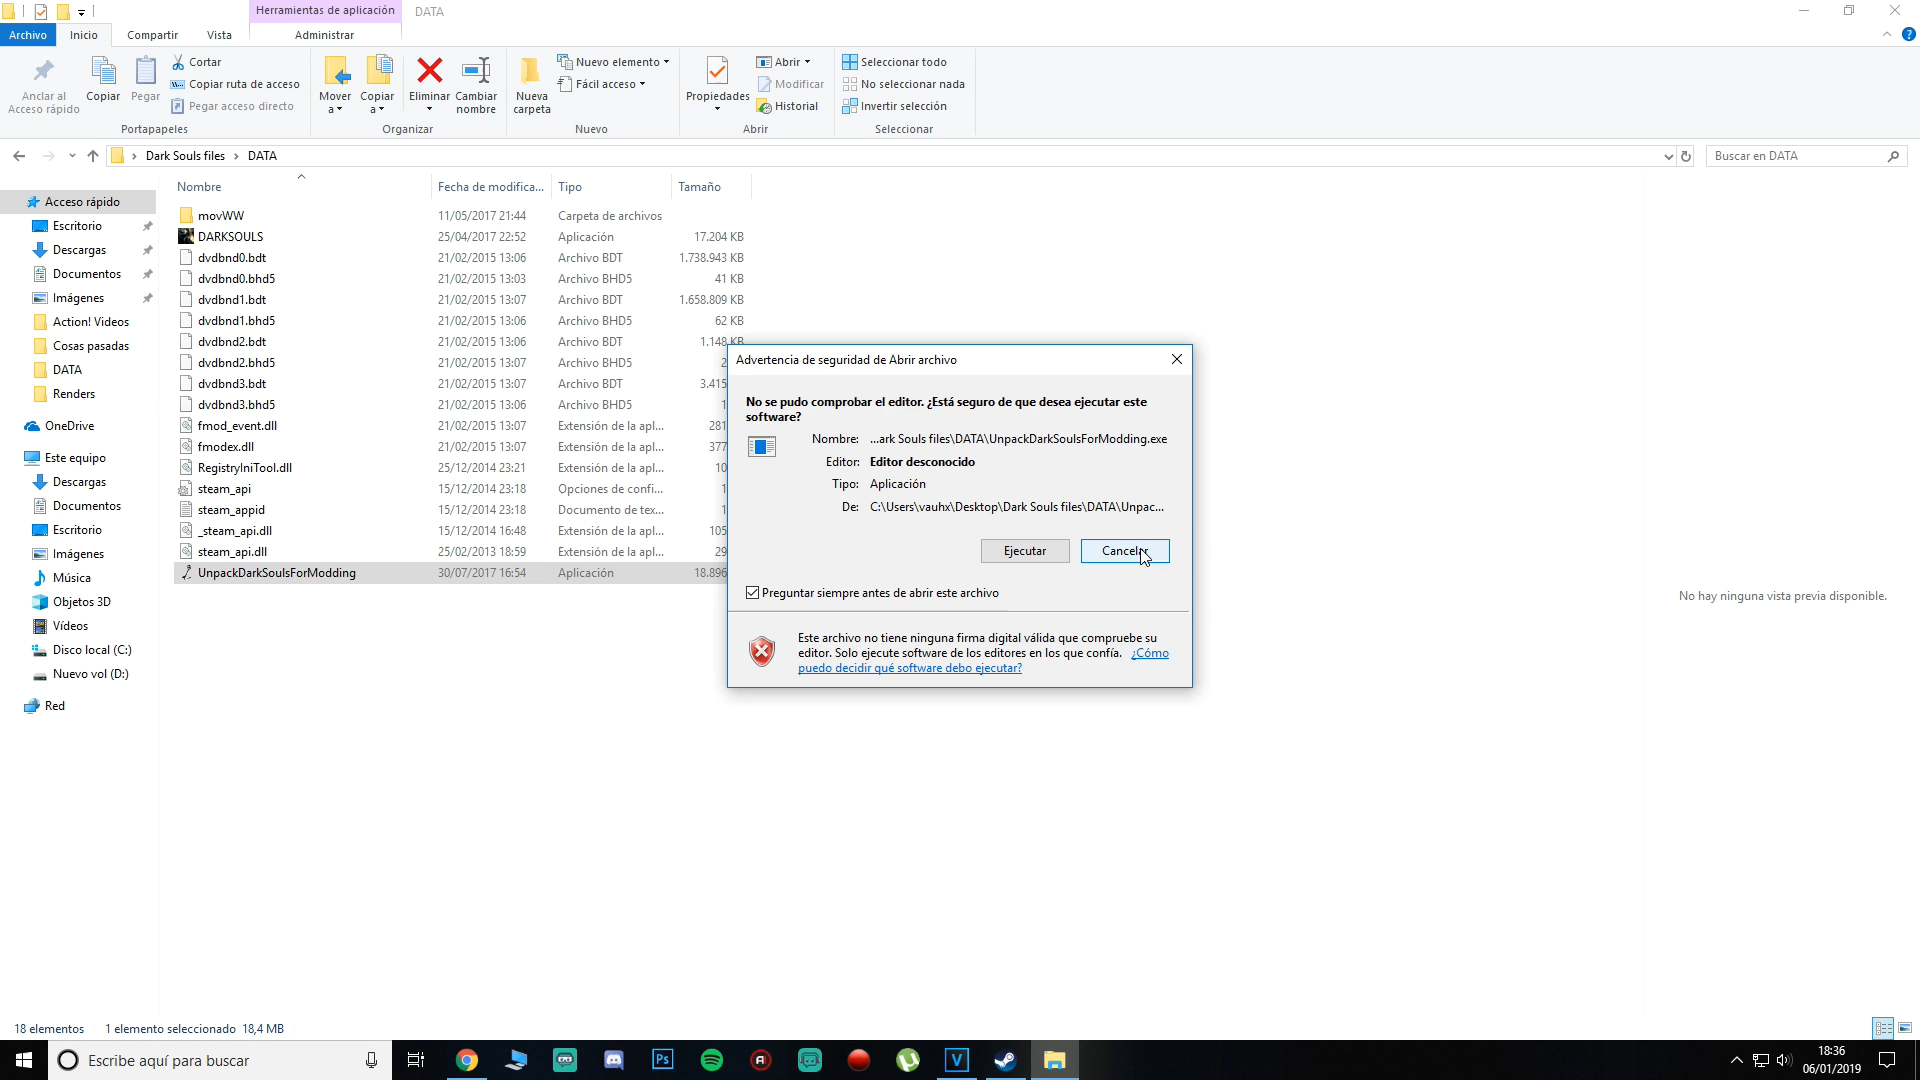 Herramientas de aplicación DATA
Archivo Inicio Compartir Vista Administrar
Anclar al
Acceso rápido
Copiar
Pegar
Cortar
Copiar ruta de acceso
Pegar acceso directo
Portapapeles
Mover
a
Copiar
a
Eliminar
Cambiar
nombre
Organizar
Nueva
carpeta
Nuevo elemento
Fácil acceso
Nuevo
Propiedades
Abrir
Modificar
Historial
Abrir
Seleccionar todo
No seleccionar nada
Invertir selección
Seleccionar
Dark Souls files > DATA
Buscar en DATA
Acceso rápido
Escritorio
Descargas
Documentos
Imágenes
Action! Videos
Cosas pasadas
DATA
Renders
OneDrive
Este equipo
Descargas
Documentos
Escritorio
Imágenes
Música
Objetos 3D
Vídeos
Disco local (C:)
Nuevo vol (D:)
Red
Nombre Fecha de modifica... Tipo Tamaño
movWW 11/05/2017 21:44 Carpeta de archivos
DARKSOULS 25/04/2017 22:52 Aplicación 17.204 KB
dvdbnd0.bdt 21/02/2015 13:06 Archivo BDT 1.738.943 KB
dvdbnd0.bhd5 21/02/2015 13:03 Archivo BHD5 41 KB
dvdbnd1.bdt 21/02/2015 13:07 Archivo BDT 1.658.809 KB
dvdbnd1.bhd5 21/02/2015 13:06 Archivo BHD5 62 KB
dvdbnd2.bdt 21/02/2015 13:06 Archivo BDT 1.148 KB
dvdbnd2.bhd5 21/02/2015 13:07 Archivo BHD5 2
dvdbnd3.bdt 21/02/2015 13:07 Archivo BDT 3.415
dvdbnd3.bhd5 21/02/2015 13:06 Archivo BHD5 1
fmod_event.dll 21/02/2015 13:07 Extensión de la apl... 281
fmodex.dll 21/02/2015 13:07 Extensión de la apl... 377
RegistryIniTool.dll 25/12/2014 23:21 Extensión de la apl... 10
steam_api 15/12/2014 23:18 Opciones de confi... 1
steam_appid 15/12/2014 23:18 Documento de tex... 1
_steam_api.dll 15/12/2014 16:48 Extensión de la apl... 105
steam_api.dll 25/02/2013 18:59 Extensión de la apl... 29
UnpackDarkSoulsForModding 30/07/2017 16:54 Aplicación 18.896
Advertencia de seguridad de Abrir archivo
No se pudo comprobar el editor. ¿Está seguro de que desea ejecutar este
software?
Nombre: ...ark Souls files\DATA\UnpackDarkSoulsForModding.exe
Editor: Editor desconocido
Tipo: Aplicación
De: C:\Users\vauhx\Desktop\Dark Souls files\DATA\Unpac...
Ejecutar Cancelar
Preguntar siempre antes de abrir este archivo
Este archivo no tiene ninguna firma digital válida que compruebe su
editor. Solo ejecute software de los editores en los que confía. ¿Cómo
puedo decidir qué software debo ejecutar?
No hay ninguna vista previa disponible.
18 elementos 1 elemento seleccionado 18,4 MB
Escribe aquí para buscar
Ps
V
18:36
06/01/2019